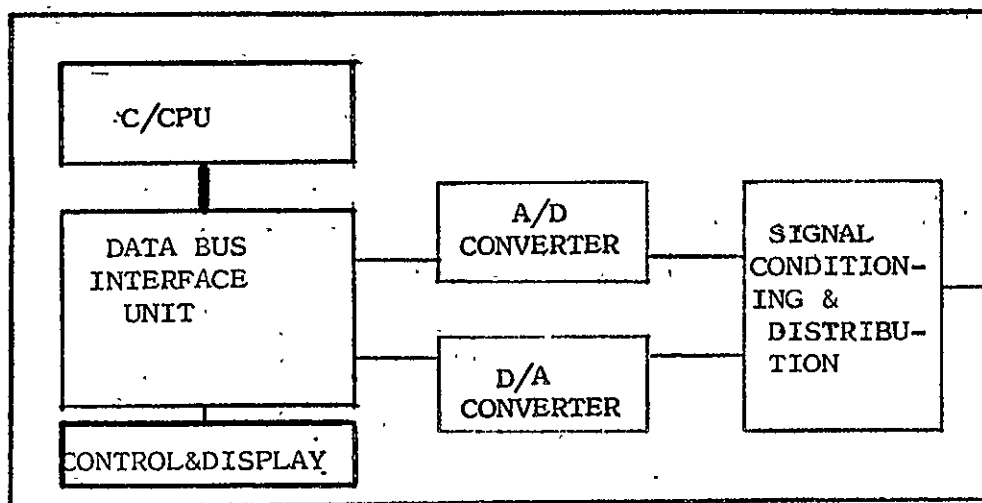 C/CPU
DATA BUS
INTERFACE
UNIT
CONTROL&DISPLAY
A/D
CONVERTER
D/A
CONVERTER
SIGNAL
CONDITION-
ING &
DISTRIBU-
TION